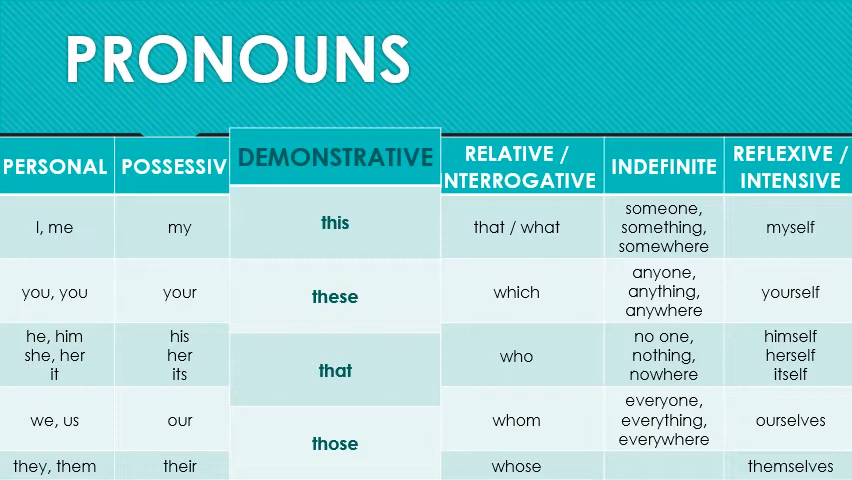 PRONOUNS
PERSONAL POSSESSIV DEMONSTRATIVE RELATIVE / INDEFINITE REFLEXIVE /
NTERROGATIVE INTENSIVE
I, me my this that / what someone, myself
something,
somewhere
you, you your these which anyone, yourself
anything,
anywhere
he, him his that who no one, himself
she, her her nothing, herself
it its nowhere itself
we, us our those whom everyone, ourselves
everything,
everywhere
they, them their whose themselves